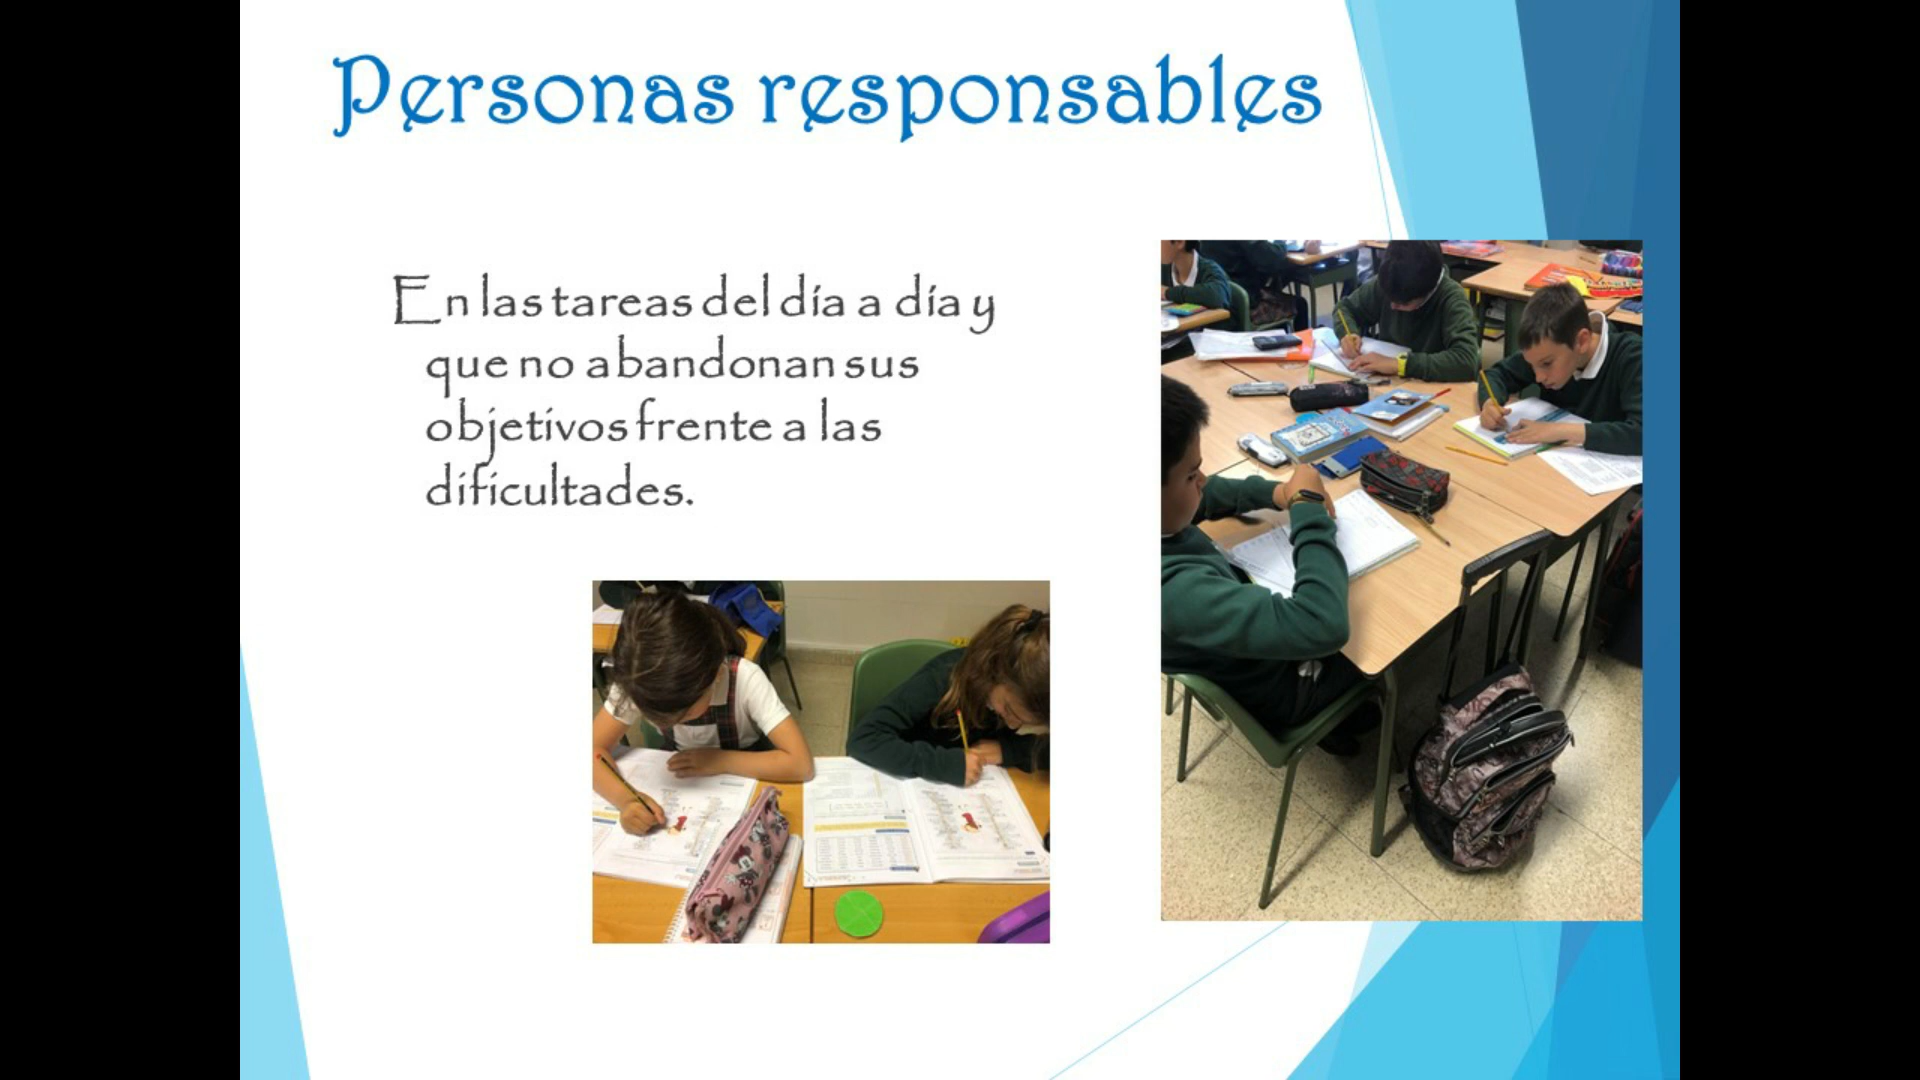 Personas responsables
En las tareas del día a día y
que no abandonan sus
objetivos frente a las
dificultades.